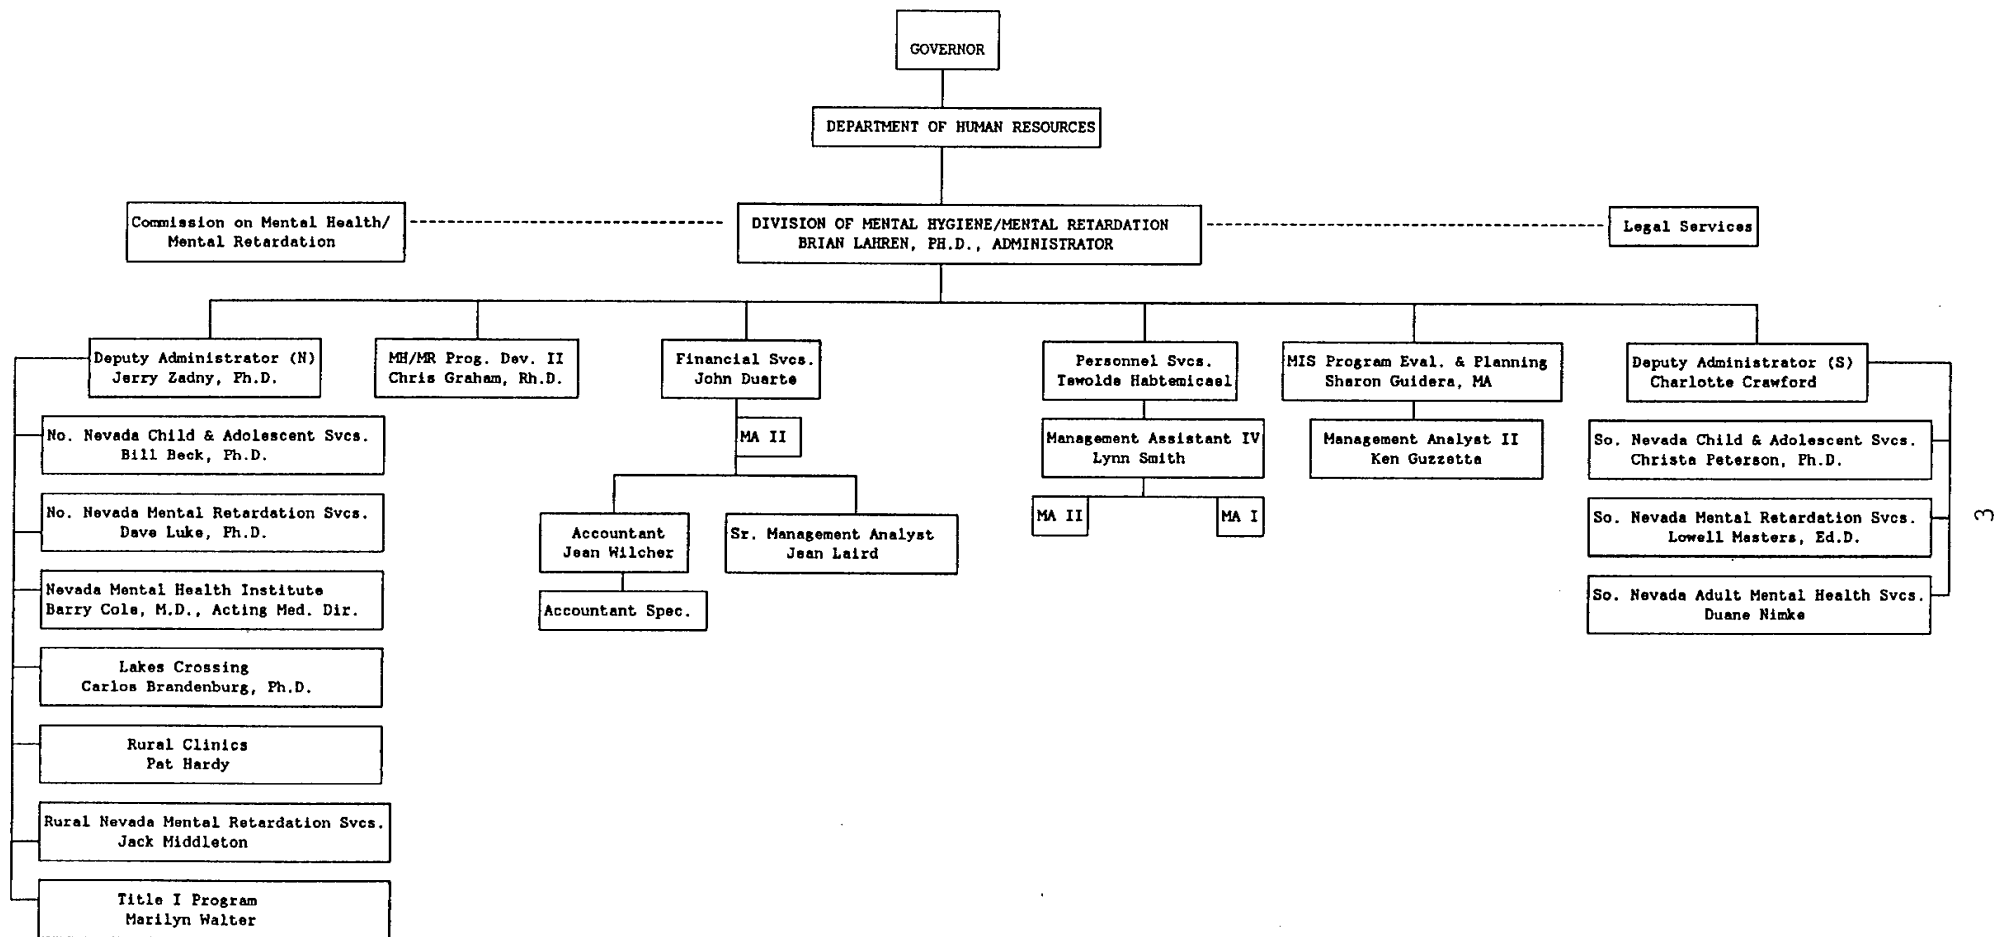 GOVERNOR
DEPARTMENT OF HUMAN RESOURCES
Commission on Mental Health/
Mental Retardation
DIVISION OF MENTAL HYGIENE/MENTAL RETARDATION
BRIAN LAHREN, PH.D., ADMINISTRATOR
Legal Services
Deputy Administrator (N)
Jerry Zadny, Ph.D.
MH/MR Prog. Dev. II
Chris Graham, Rh.D.
Financial Svcs.
John Duarte
Personnel Svcs.
Tewolde Habtemicael
MIS Program Eval. & Planning
Sharon Guidera, MA
Deputy Administrator (S)
Charlotte Crawford
No. Nevada Child & Adolescent Svcs.
Bill Beck, Ph.D.
No. Nevada Mental Retardation Svcs.
Dave Luke, Ph.D.
Nevada Mental Health Institute
Barry Cole, M.D., Acting Med. Dir.
Lakes Crossing
Carlos Brandenburg, Ph.D.
Rural Clinics
Pat Hardy
Rural Nevada Mental Retardation Svcs.
Jack Middleton
Title I Program
Marilyn Walter
MA II
Accountant
Jean Wilcher
Accountant Spec.
Sr. Management Analyst
Jean Laird
Management Assistant IV
Lynn Smith
MA II
MA I
Management Analyst II
Ken Guzzetta
So. Nevada Child & Adolescent Svcs.
Christa Peterson, Ph.D.
So. Nevada Mental Retardation Svcs.
Lowell Masters, Ed.D.
So. Nevada Adult Mental Health Svcs.
Duane Nimke
3